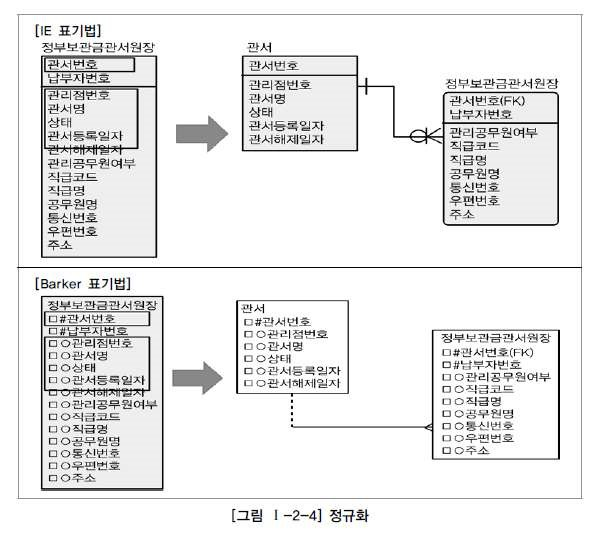 [IE 표기법]
정부보관금관서원장
관서번호
납부자번호
관리점번호
관서명
상태
관서등록일자
관서해제일자
관리공무원여부
직급코드
직급명
공무원명
통신번호
우편번호
주소
관서
관서번호
관리점번호
관서명
상태
관서등록일자
관서해제일자
정부보관금관서원장
관서번호(FK)
납부자번호
관리공무원여부
직급코드
직급명
공무원명
통신번호
우편번호
주소
[Barker 표기법]
정부보관금관서원장
□#관서번호
□#납부자번호
□○관리점번호
□○관서명
□○상태
□○관서등록일자
□○관서해제일자
□○관리공무원여부
□○직급코드
□○직급명
□○공무원명
□○통신번호
□○우편번호
□○주소
관서
□#관서번호
□○관리점번호
□○관서명
□○상태
□○관서등록일자
□○관서해제일자
정부보관금관서원장
□#관서번호(FK)
□#납부자번호
□○관리공무원여부
□○직급코드
□○직급명
□○공무원명
□○통신번호
□○우편번호
□○주소
[그림 Ⅰ-2-4] 정규화